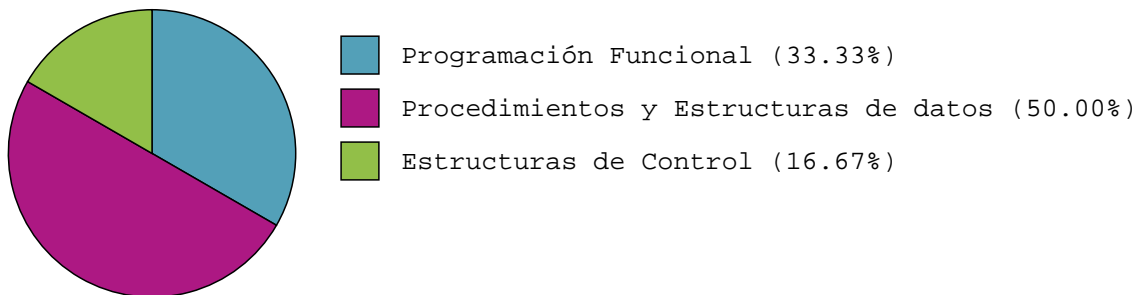 Programación Funcional (33.33%)
Procedimientos y Estructuras de datos (50.00%)
Estructuras de Control (16.67%)